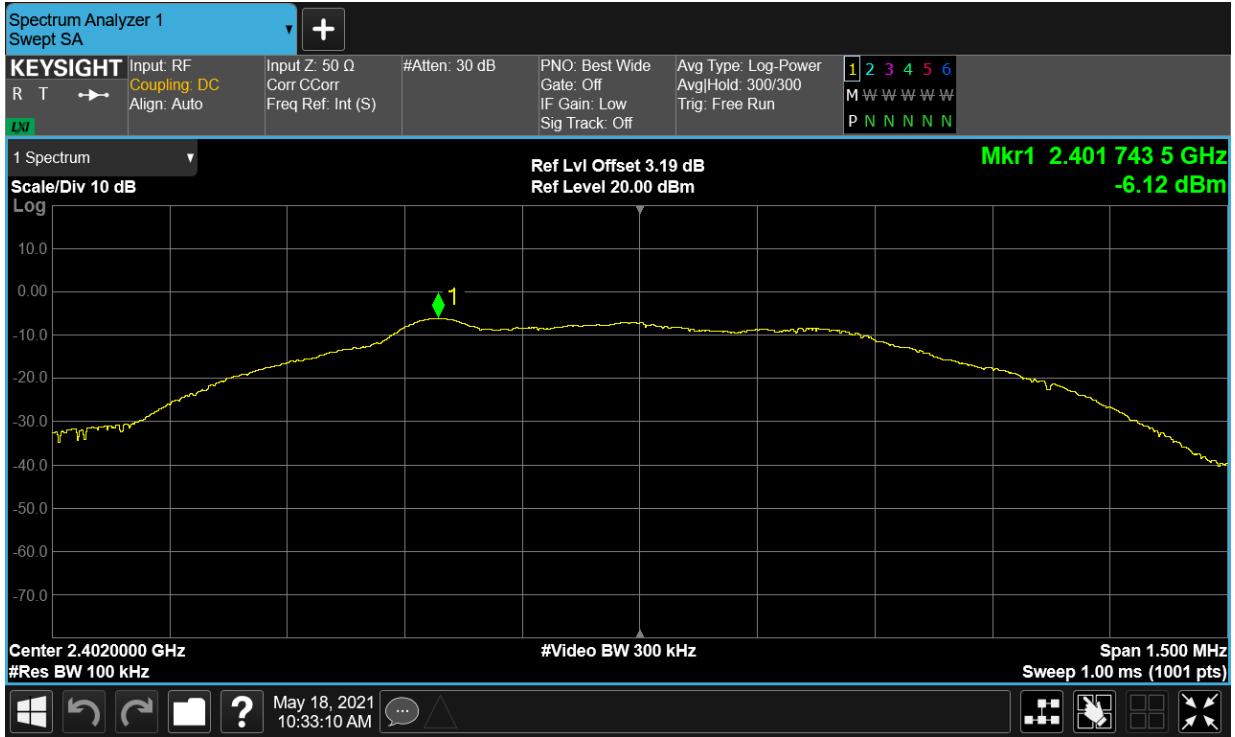 Spectrum Analyzer 1
Swept SA
KEYSIGHT
R T
LXI
Input: RF
Coupling: DC
Align: Auto
Input Z: 50 Ω
Corr CCorr
Freq Ref: Int (S)
#Atten: 30 dB
PNO: Best Wide
Gate: Off
IF Gain: Low
Sig Track: Off
Avg Type: Log-Power
Avg|Hold: 300/300
Trig: Free Run
1 2 3 4 5 6
M W W W W W
P N N N N N
1 Spectrum
Scale/Div 10 dB
Ref Lvl Offset 3.19 dB
Ref Level 20.00 dBm
Mkr1 2.401 743 5 GHz
-6.12 dBm
Log
10.0
0.00
-10.0
-20.0
-30.0
-40.0
-50.0
-60.0
-70.0
1
Center 2.4020000 GHz
#Res BW 100 kHz
#Video BW 300 kHz
Span 1.500 MHz
Sweep 1.00 ms (1001 pts)
?
May 18, 2021
10:33:10 AM